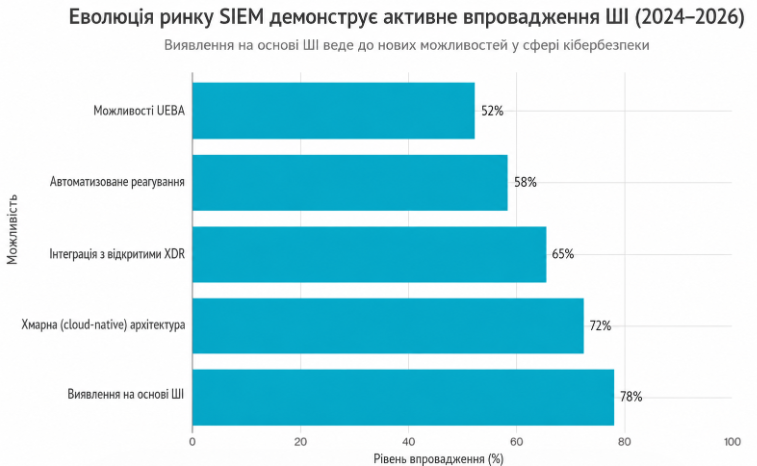 Еволюція ринку SIEM демонструє активне впровадження ШІ (2024–2026)
Виявлення на основі ШІ веде до нових можливостей у сфері кібербезпеки
Можливість
Можливості UEBA
52%
Автоматизоване реагування
58%
Інтеграція з відкритими XDR
65%
Хмарна (cloud-native) архітектура
72%
Виявлення на основі ШІ
78%
0 20 40 60 80 100
Рівень впровадження (%)